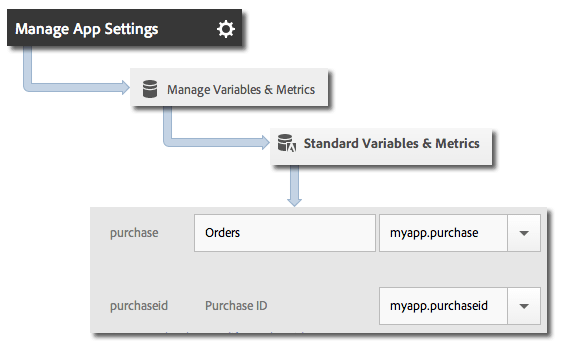 Manage App Settings
Manage Variables & Metrics
Standard Variables & Metrics
purchase Orders myapp.purchase
purchaseid Purchase ID myapp.purchaseid